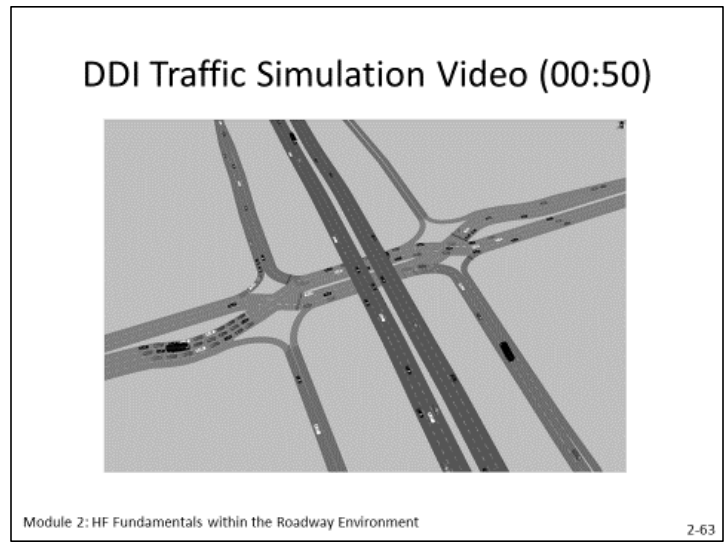 DDI Traffic Simulation Video (00:50)
Module 2: HF Fundamentals within the Roadway Environment
2-63